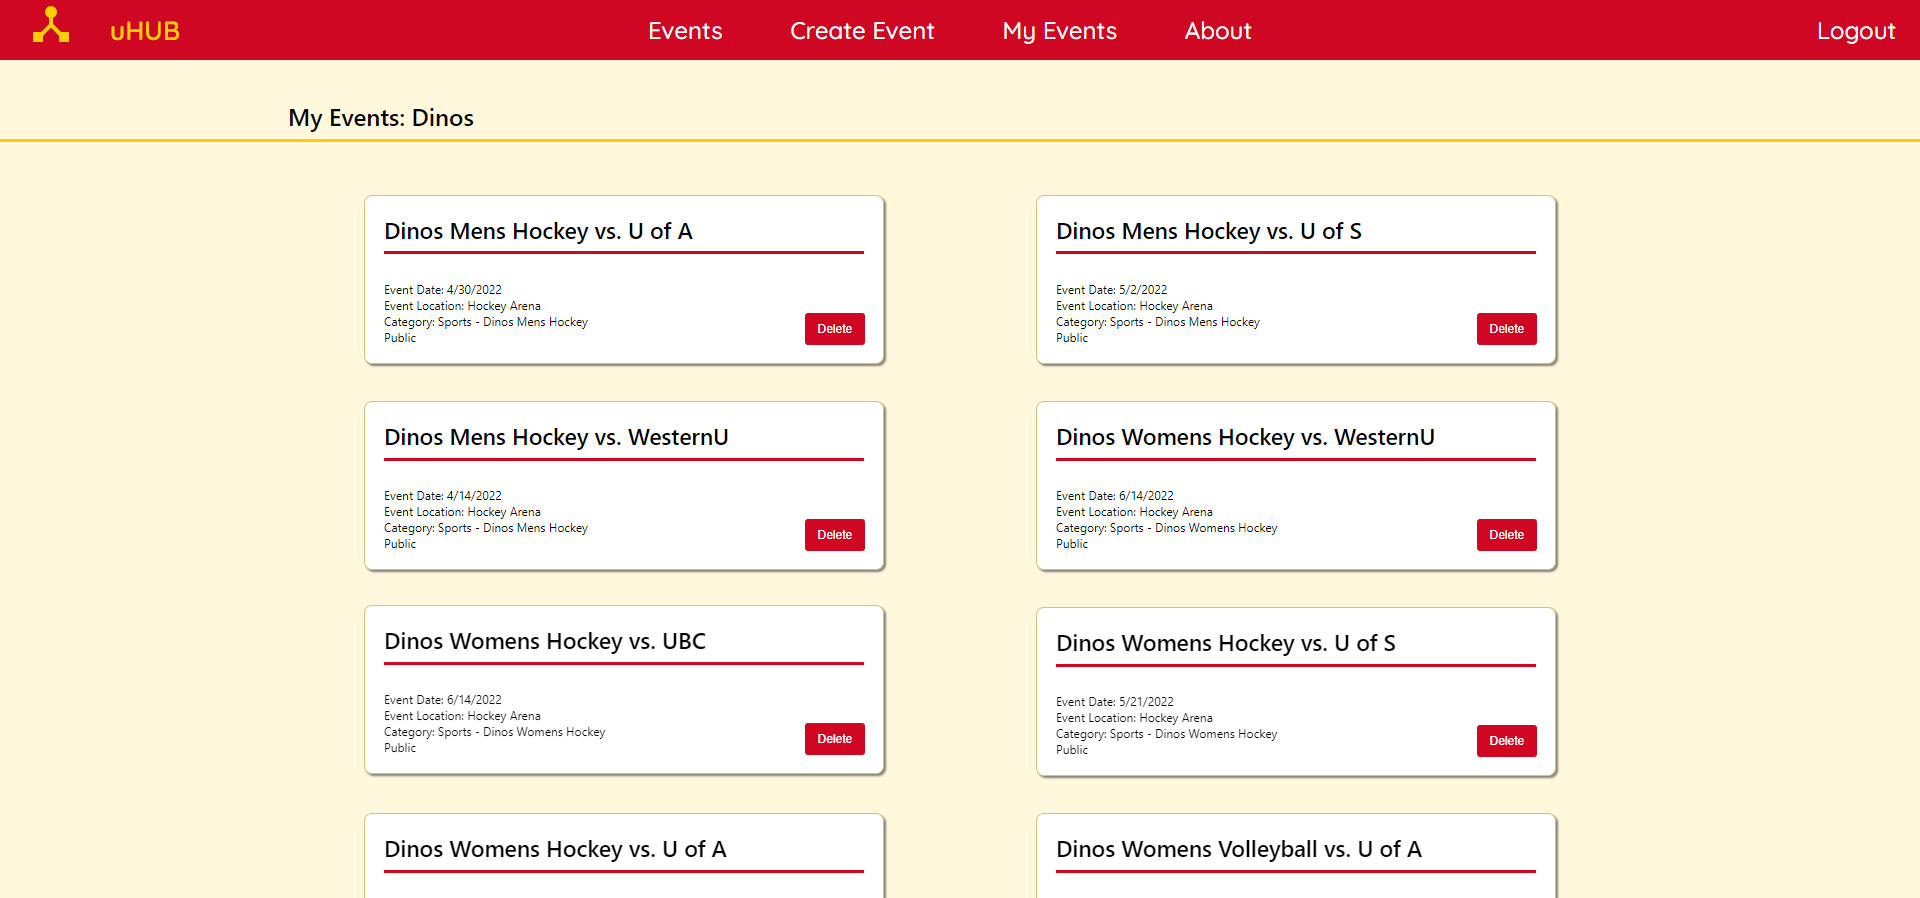 uHUB
Events
Create Event
My Events
About
Logout
My Events: Dinos
Dinos Mens Hockey vs. U of A
Event Date: 4/30/2022
Event Location: Hockey Arena
Category: Sports - Dinos Mens Hockey
Public
Delete
Dinos Mens Hockey vs. U of S
Event Date: 5/2/2022
Event Location: Hockey Arena
Category: Sports - Dinos Mens Hockey
Public
Delete
Dinos Mens Hockey vs. WesternU
Event Date: 4/14/2022
Event Location: Hockey Arena
Category: Sports - Dinos Mens Hockey
Public
Delete
Dinos Womens Hockey vs. WesternU
Event Date: 6/14/2022
Event Location: Hockey Arena
Category: Sports - Dinos Womens Hockey
Public
Delete
Dinos Womens Hockey vs. UBC
Event Date: 6/14/2022
Event Location: Hockey Arena
Category: Sports - Dinos Womens Hockey
Public
Delete
Dinos Womens Hockey vs. U of S
Event Date: 5/21/2022
Event Location: Hockey Arena
Category: Sports - Dinos Womens Hockey
Public
Delete
Dinos Womens Hockey vs. U of A
Dinos Womens Volleyball vs. U of A